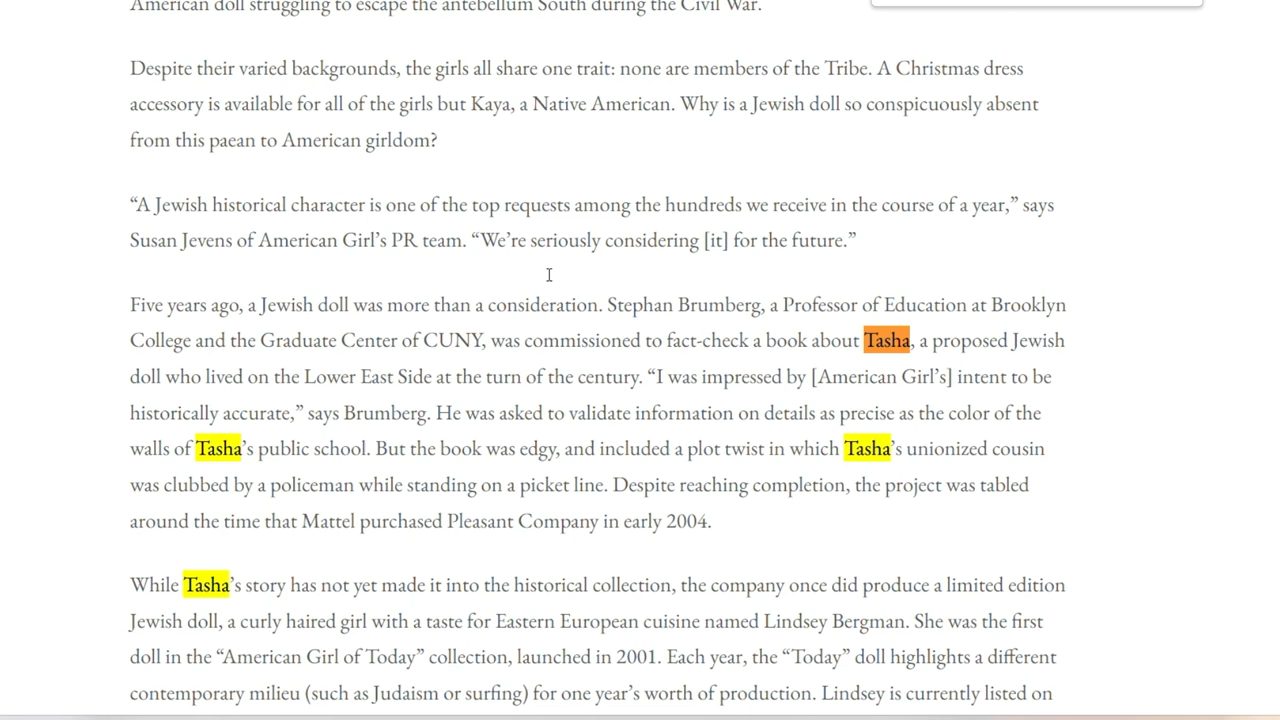 American doll struggling to escape the antebellum South during the Civil War.
Despite their varied backgrounds, the girls all share one trait: none are members of the Tribe. A Christmas dress
accessory is available for all of the girls but Kaya, a Native American. Why is a Jewish doll so conspicuously absent
from this paean to American girldom?
“A Jewish historical character is one of the top requests among the hundreds we receive in the course of a year,” says
Susan Jevens of American Girl’s PR team. “We’re seriously considering [it] for the future.”
Five years ago, a Jewish doll was more than a consideration. Stephan Brumberg, a Professor of Education at Brooklyn
College and the Graduate Center of CUNY, was commissioned to fact-check a book about Tasha, a proposed Jewish
doll who lived on the Lower East Side at the turn of the century. “I was impressed by [American Girl’s] intent to be
historically accurate,” says Brumberg. He was asked to validate information on details as precise as the color of the
walls of Tasha’s public school. But the book was edgy, and included a plot twist in which Tasha’s unionized cousin
was clubbed by a policeman while standing on a picket line. Despite reaching completion, the project was tabled
around the time that Mattel purchased Pleasant Company in early 2004.
While Tasha’s story has not yet made it into the historical collection, the company once did produce a limited edition
Jewish doll, a curly haired girl with a taste for Eastern European cuisine named Lindsey Bergman. She was the first
doll in the “American Girl of Today” collection, launched in 2001. Each year, the “Today” doll highlights a different
contemporary milieu (such as Judaism or surfing) for one year’s worth of production. Lindsey is currently listed on